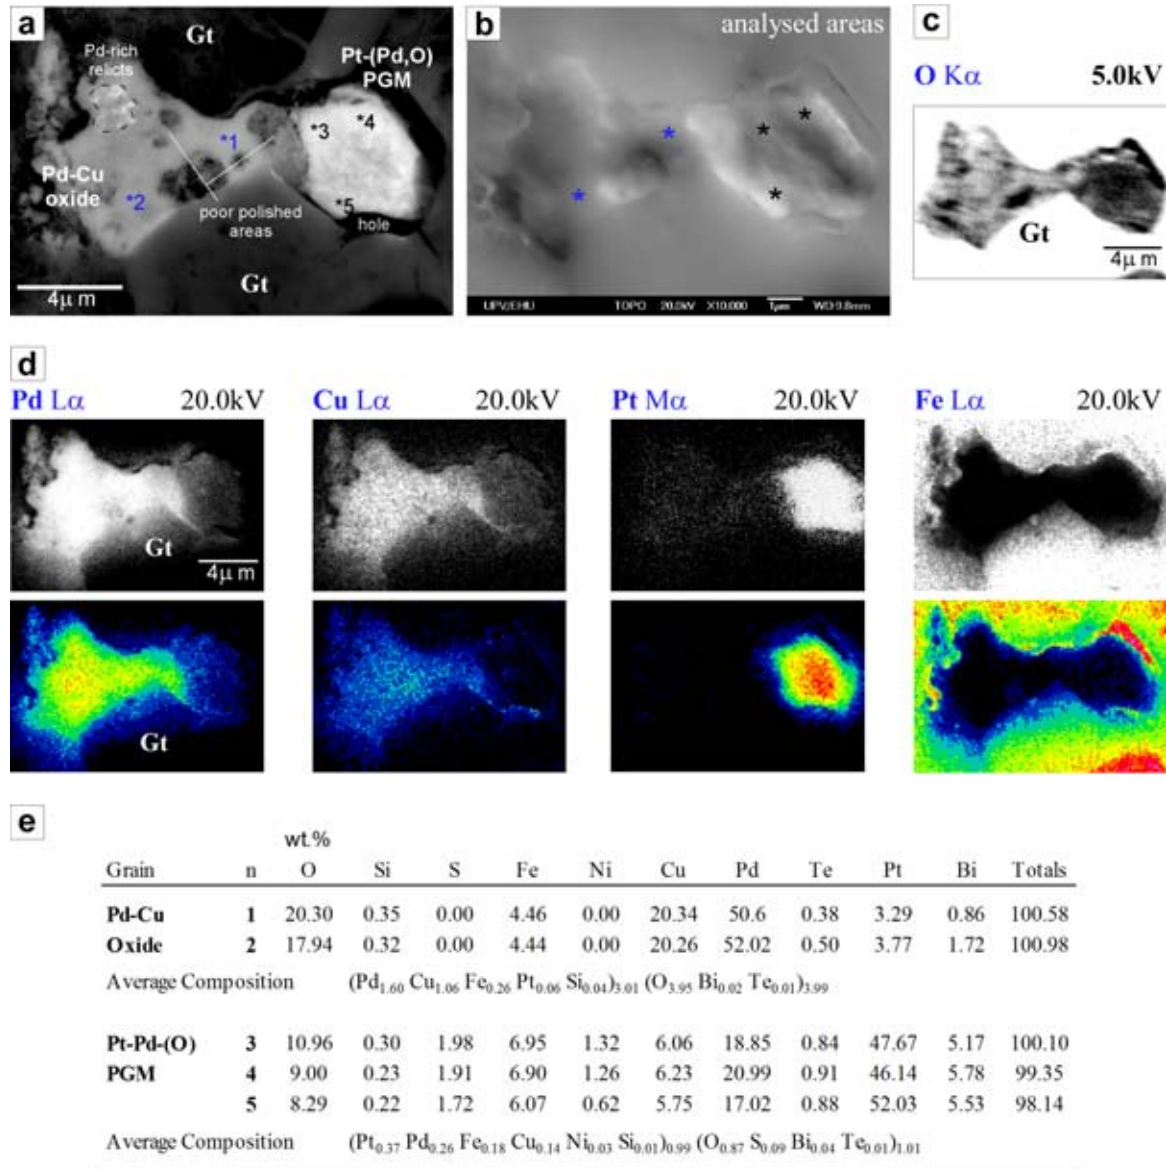 a
Gt
Pd-rich
relicts
Pt-(Pd,O)
PGM
*1
*3
*4
Pd-Cu
oxide
*2
poor polished
areas
*5
hole
Gt
4μ m
b
analysed areas
*
*
*
*
*
UPV/EHU TOPO 20.0kV X10.000 1μm WD 9.8mm
c
O Kα 5.0kV
Gt
4μ m
d
Pd Lα 20.0kV
Cu Lα 20.0kV
Pt Mα 20.0kV
Fe Lα 20.0kV
Gt
4μ m
Gt
e
wt.%
Grain n O Si S Fe Ni Cu Pd Te Pt Bi Totals
Pd-Cu 1 20.30 0.35 0.00 4.46 0.00 20.34 50.6 0.38 3.29 0.86 100.58
Oxide 2 17.94 0.32 0.00 4.44 0.00 20.26 52.02 0.50 3.77 1.72 100.98
Average Composition (Pd1.60 Cu1.06 Fe0.26 Pt0.06 Si0.04)3.01 (O3.95 Bi0.02 Te0.01)3.99
Pt-Pd-(O) 3 10.96 0.30 1.98 6.95 1.32 6.06 18.85 0.84 47.67 5.17 100.10
PGM 4 9.00 0.23 1.91 6.90 1.26 6.23 20.99 0.91 46.14 5.78 99.35
5 8.29 0.22 1.72 6.07 0.62 5.75 17.02 0.88 52.03 5.53 98.14
Average Composition (Pt0.37 Pd0.26 Fe0.18 Cu0.14 Ni0.03 Si0.01)0.99 (O0.87 S0.09 Bi0.04 Te0.01)1.01